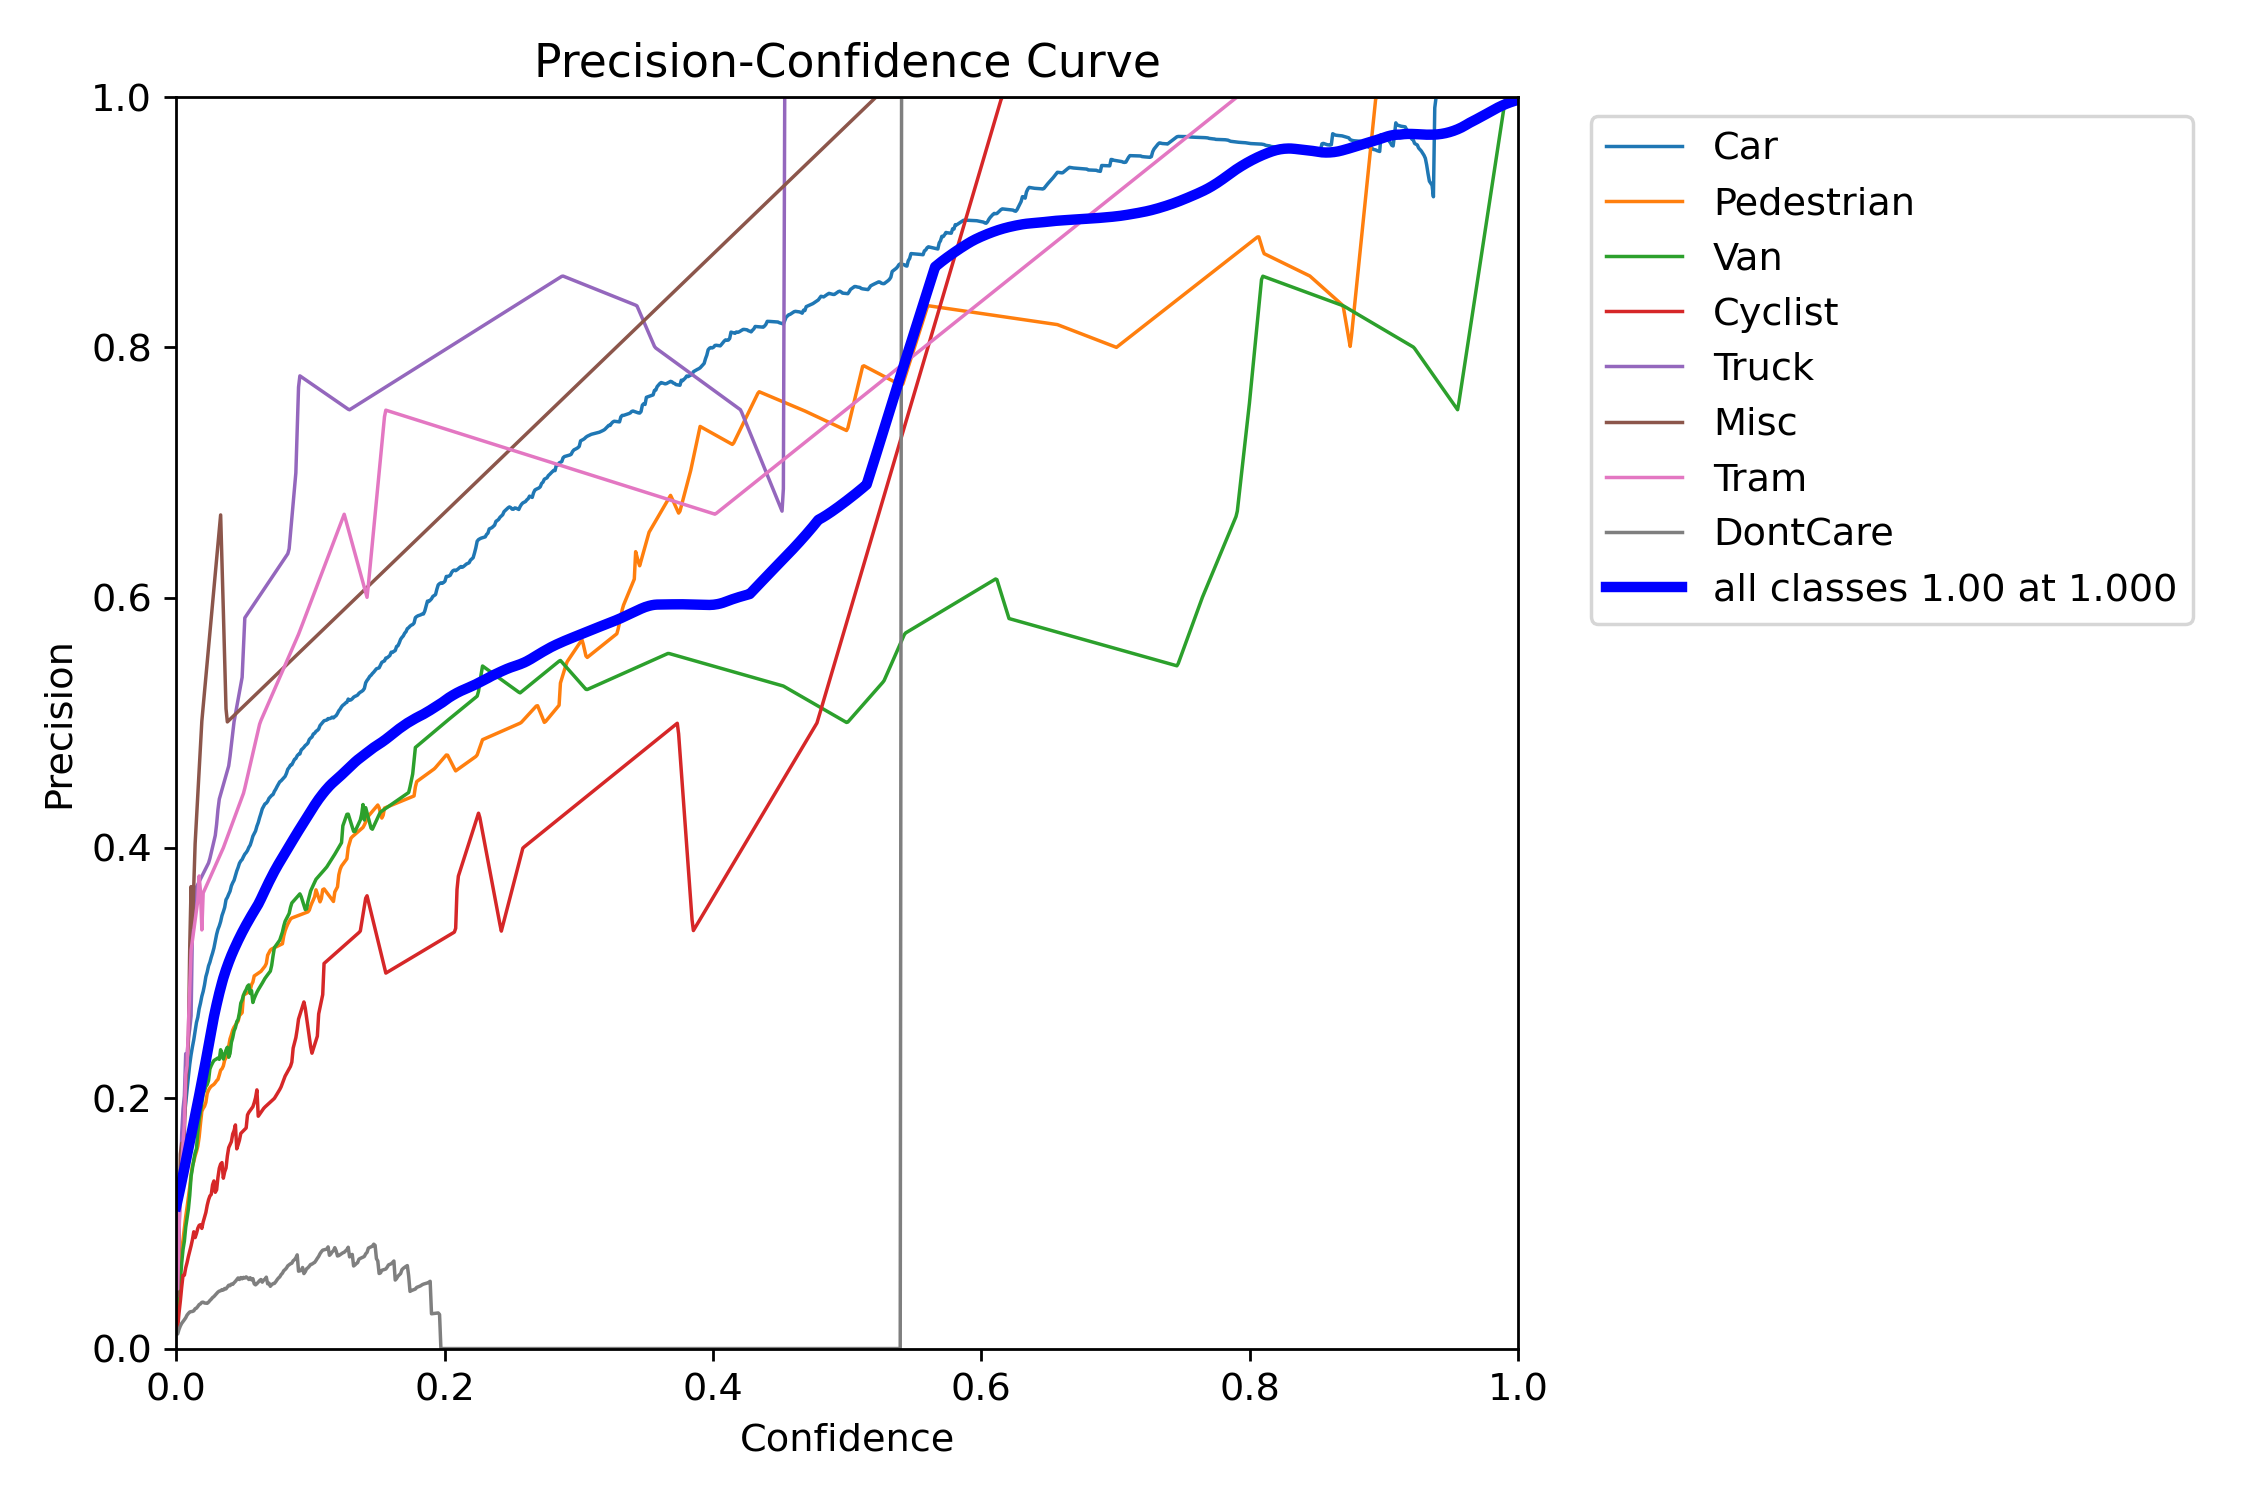 Precision-Confidence Curve
1.0
0.8
0.6
0.4
0.2
0.0
Precision
0.0 0.2 0.4 0.6 0.8 1.0
Confidence
Car
Pedestrian
Van
Cyclist
Truck
Misc
Tram
DontCare
all classes 1.00 at 1.000